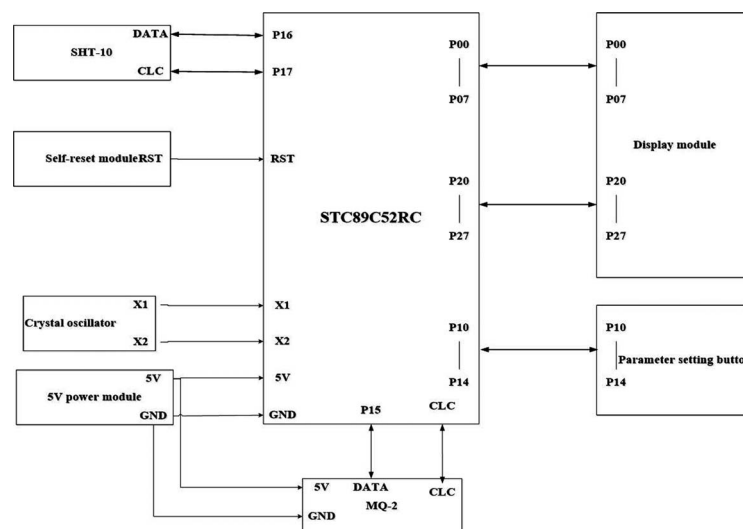 DATA
SHT-10
CLC
P16
P17
P00
P07
P00
P07
Self-reset moduleRST
RST
Display module
STC89C52RC
P20
P27
P20
P27
X1
Crystal oscillator
X2
X1
X2
P10
P14
P10
Parameter setting button
P14
5V
5V power module
GND
5V
GND
P15
CLC
5V
DATA
CLC
MQ-2
GND